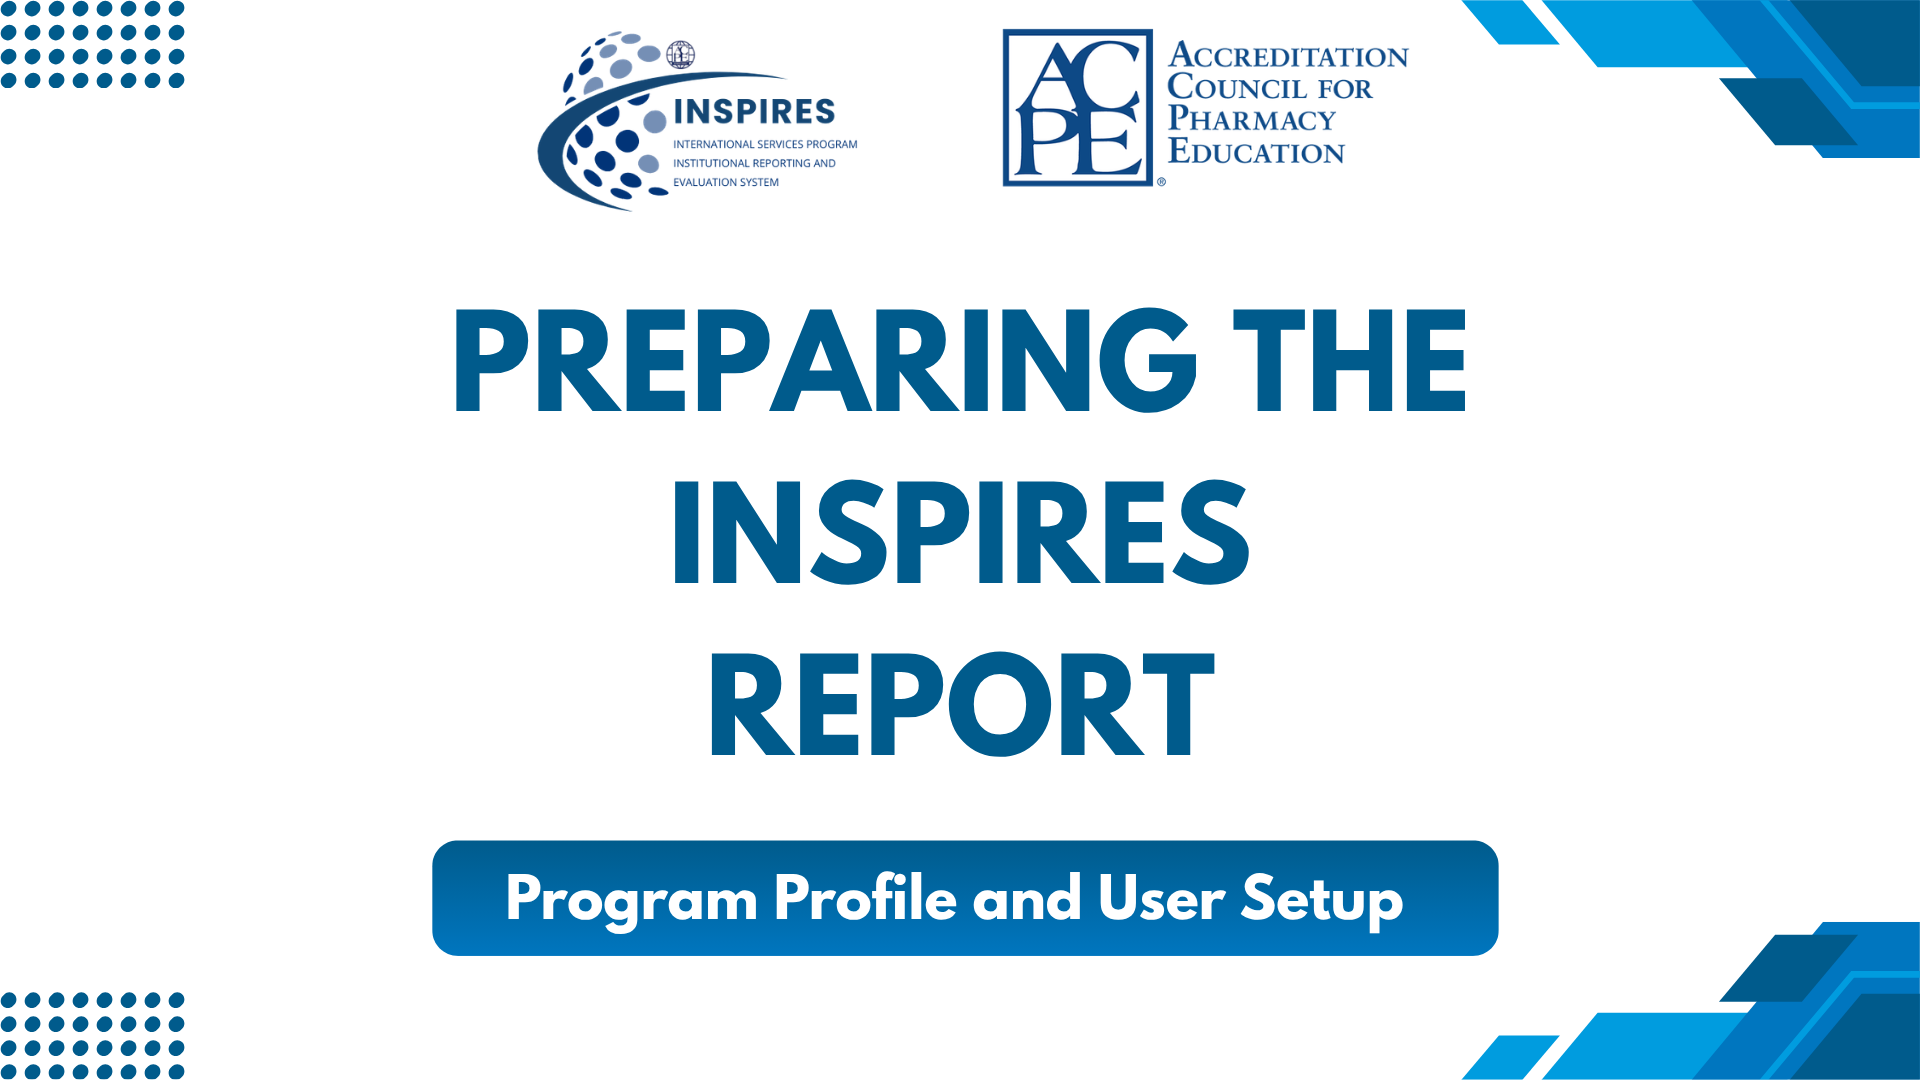 INSPIRES
INTERNATIONAL SERVICES PROGRAM
INSTITUTIONAL REPORTING AND
EVALUATION SYSTEM
ACPE
®
ACCREDITATION
COUNCIL FOR
PHARMACY
EDUCATION
PREPARING THE
INSPIRES
REPORT
Program Profile and User Setup